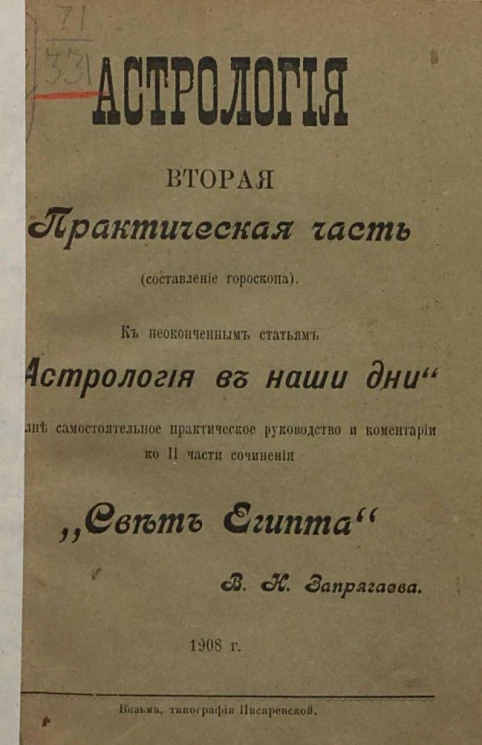 71
331
АСТРОЛОГІЯ
ВТОРАЯ
Практическая часть
(составленіе гороскопа).
Къ неоконченнымъ статьямъ
Астрологія въ наши дни“
лнѣ самостоятельное практическое руководство и коментаріи
ко II части сочиненія
„Свѣтъ Египта“
В. Н. Запрягаева.
1908 г.
Вязьма, типографія Писаревской.